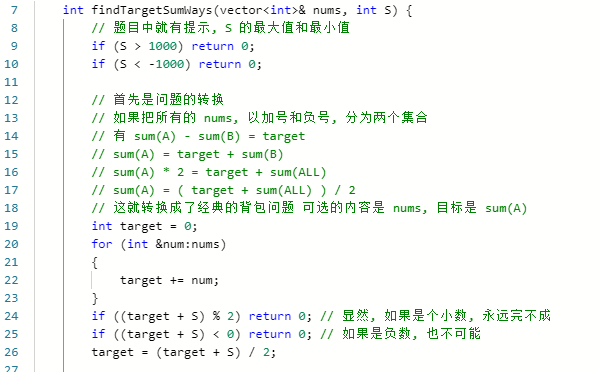 7 int findTargetSumWays(vector<int>& nums, int S) {
8 // 题目中就有提示, S 的最大值和最小值
9 if (S > 1000) return 0;
10 if (S < -1000) return 0;
11
12 // 首先是问题的转换
13 // 如果把所有的 nums, 以加号和负号, 分为两个集合
14 // 有 sum(A) - sum(B) = target
15 // sum(A) = target + sum(B)
16 // sum(A) * 2 = target + sum(ALL)
17 // sum(A) = ( target + sum(ALL) ) / 2
18 // 这就转换成了经典的背包问题 可选的内容是 nums, 目标是 sum(A)
19 int target = 0;
20 for (int &num:nums)
21 {
22 target += num;
23 }
24 if ((target + S) % 2) return 0; // 显然, 如果是个小数, 永远完不成
25 if ((target + S) < 0) return 0; // 如果是负数, 也不可能
26 target = (target + S) / 2;
27